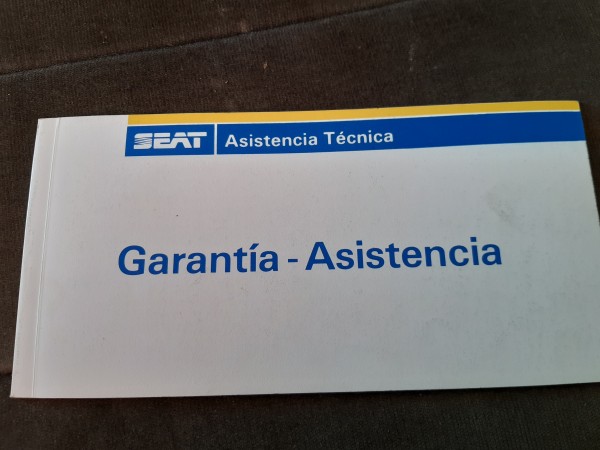 SEAT Asistencia Técnica
Garantía - Asistencia